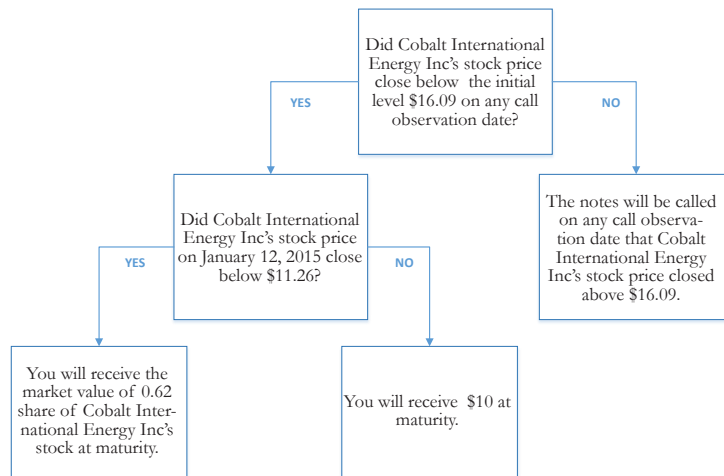 Did Cobalt International
Energy Inc's stock price
close below the initial
level $16.09 on any call
observation date?
YES
NO
Did Cobalt International
Energy Inc's stock price
on January 12, 2015 close
below $11.26?
The notes will be called
on any call observa-
tion date that Cobalt
International Energy
Inc's stock price closed
above $16.09.
YES
NO
You will receive the
market value of 0.62
share of Cobalt Inter-
national Energy Inc's
stock at maturity.
You will receive $10 at
maturity.